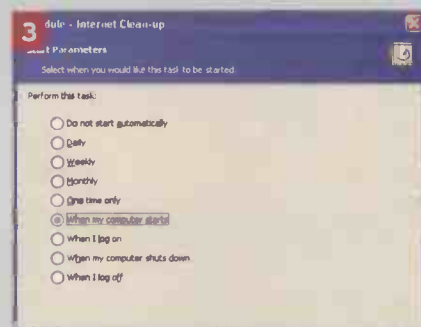 3
dule - Internet Clean-up
t Parameters
Select when you would like this task to be started.
Perform this task:
Do not start automatically
Daily
Weekly
Monthly
One time only
When my computer starts
When I log on
When my computer shuts down
When I log off